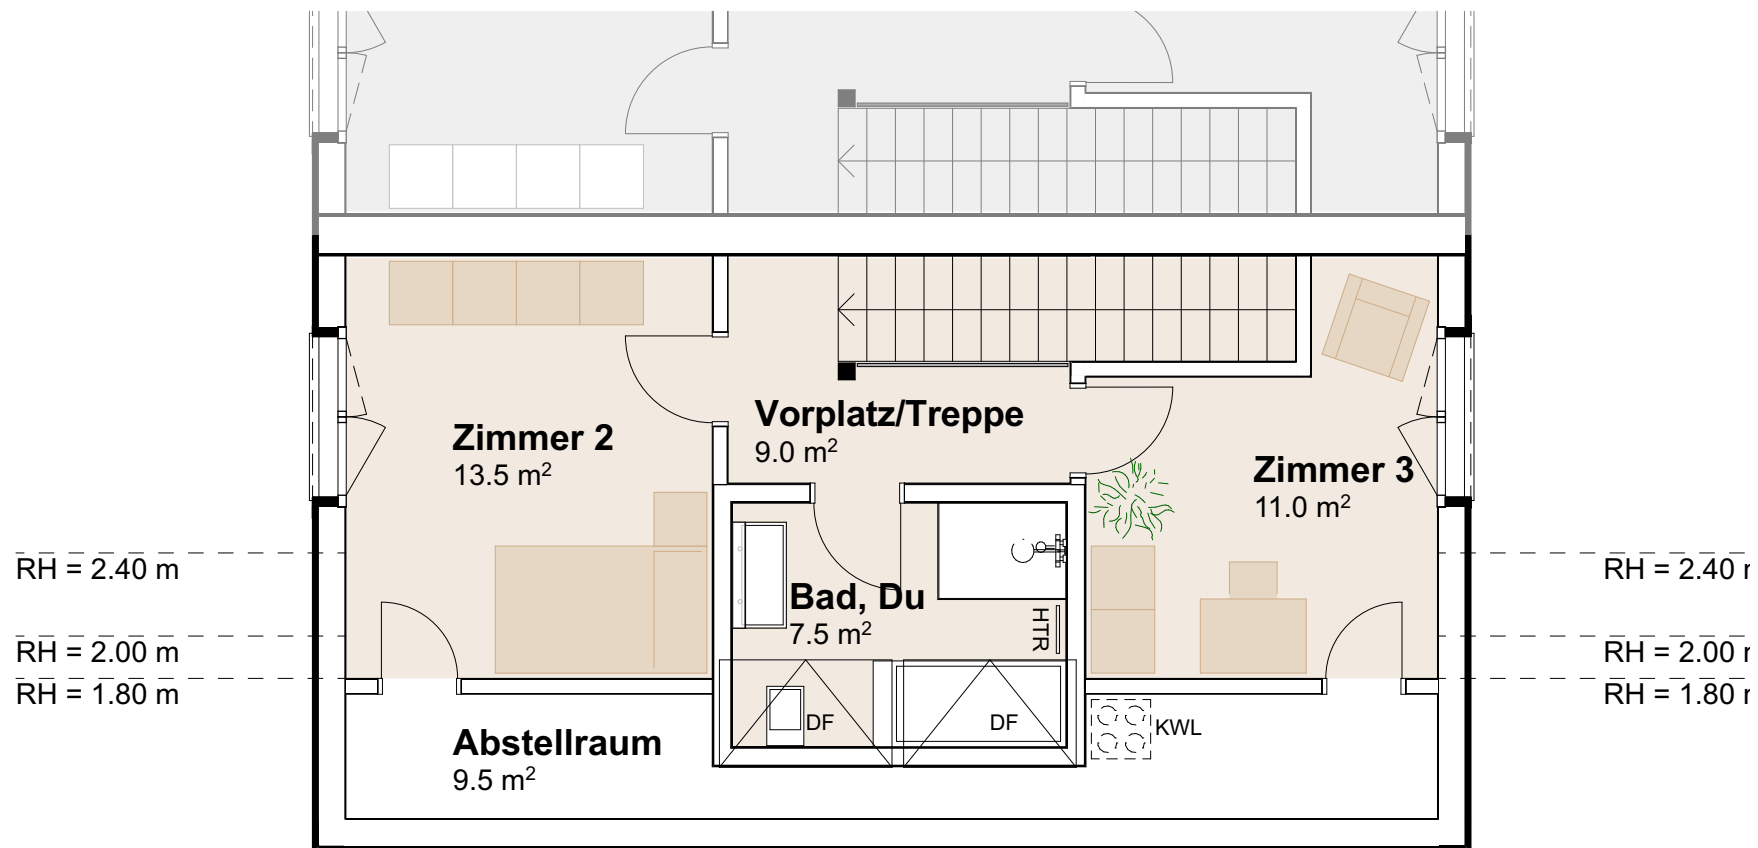 Vorplatz/Treppe
9.0 m²
Zimmer 2
13.5 m²
Zimmer 3
11.0 m²
RH = 2.40 m
RH = 2.40 m
Bad, Du
7.5 m²
HTR
RH = 2.00 m
RH = 2.00 m
RH = 1.80 m
RH = 1.80 m
DF
DF
KWL
Abstellraum
9.5 m²